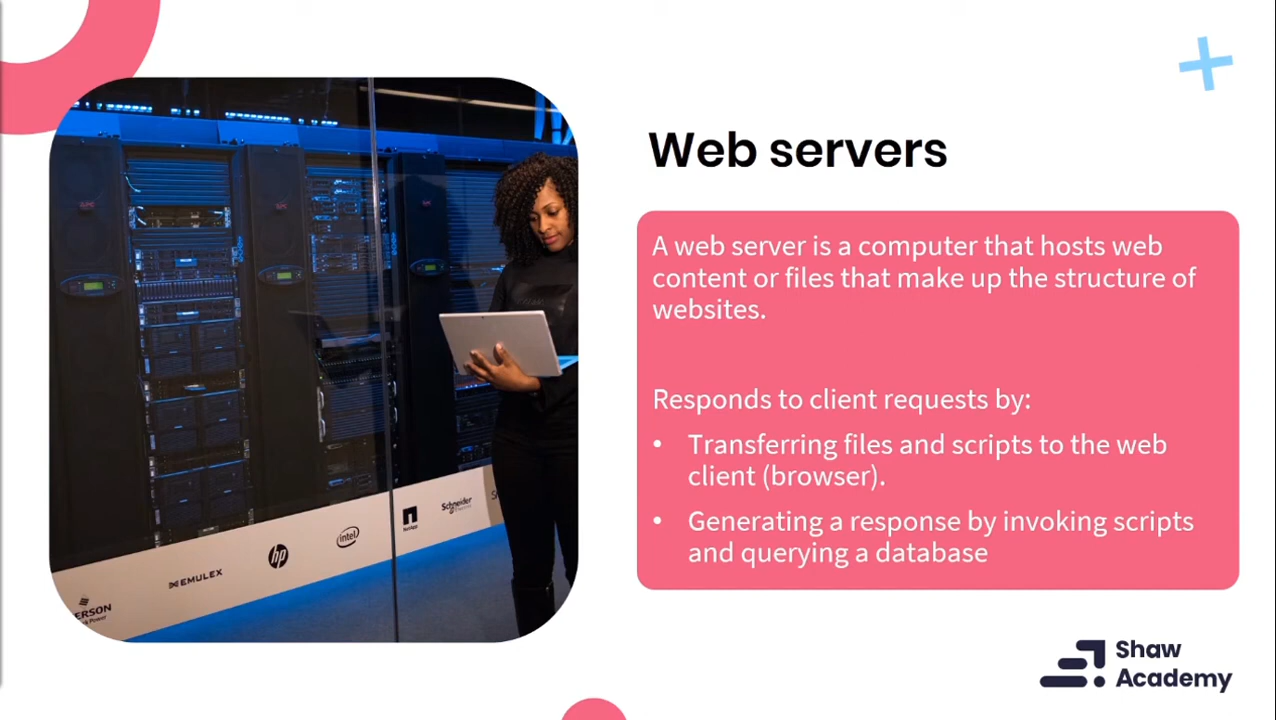 Web servers
A web server is a computer that hosts web
content or files that make up the structure of
websites.
Responds to client requests by:
• Transferring files and scripts to the web
client (browser).
• Generating a response by invoking scripts
and querying a database
ERSON
EMULEX
hp
intel
NetApp
Schneider
Shaw
Academy